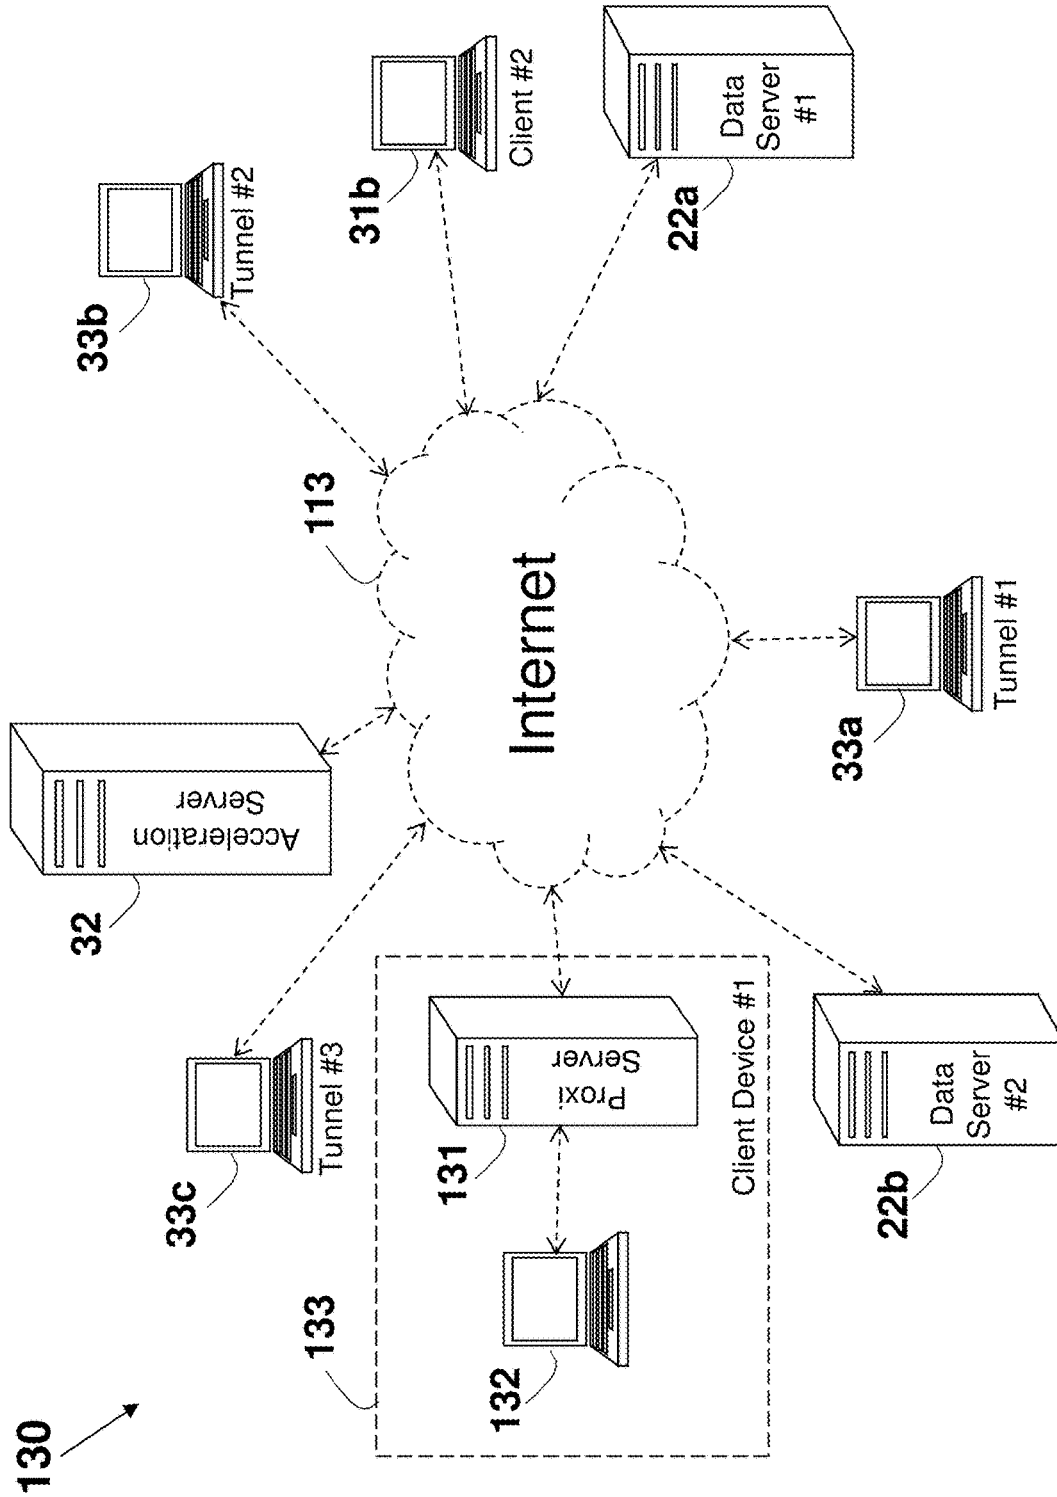 130
32
33b
33c
Acceleration
Server
Tunnel #2
113
133
Tunnel #3
31b
131
132
Client #2
Internet
Proxi
Server
22a
Data
Server
#1
Client Device #1
33a
22b
Data
Server
#2
Tunnel #1